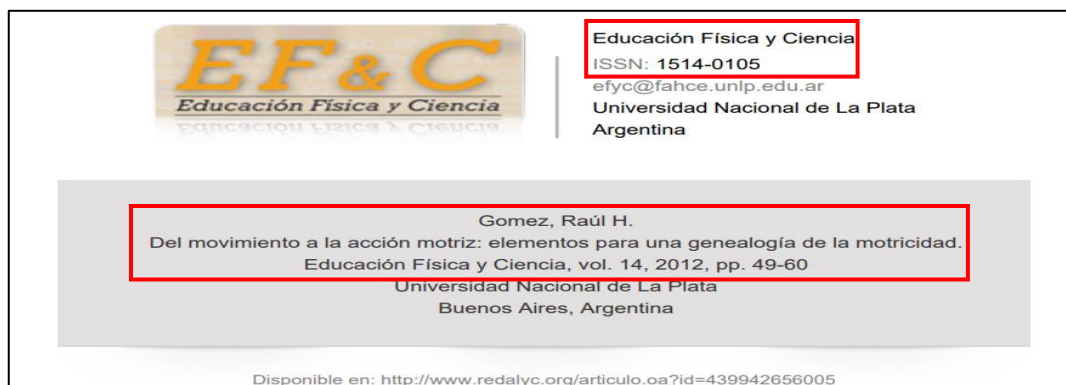 EF&C
Educación Física y Ciencia
Educación Física y Ciencia
ISSN: 1514-0105
efyc@fahce.unlp.edu.ar
Universidad Nacional de La Plata
Argentina
Gomez, Raúl H.
Del movimiento a la acción motriz: elementos para una genealogía de la motricidad.
Educación Física y Ciencia, vol. 14, 2012, pp. 49-60
Universidad Nacional de La Plata
Buenos Aires, Argentina
Disponible en: http://www.redalyc.org/articulo.oa?id=439942656005